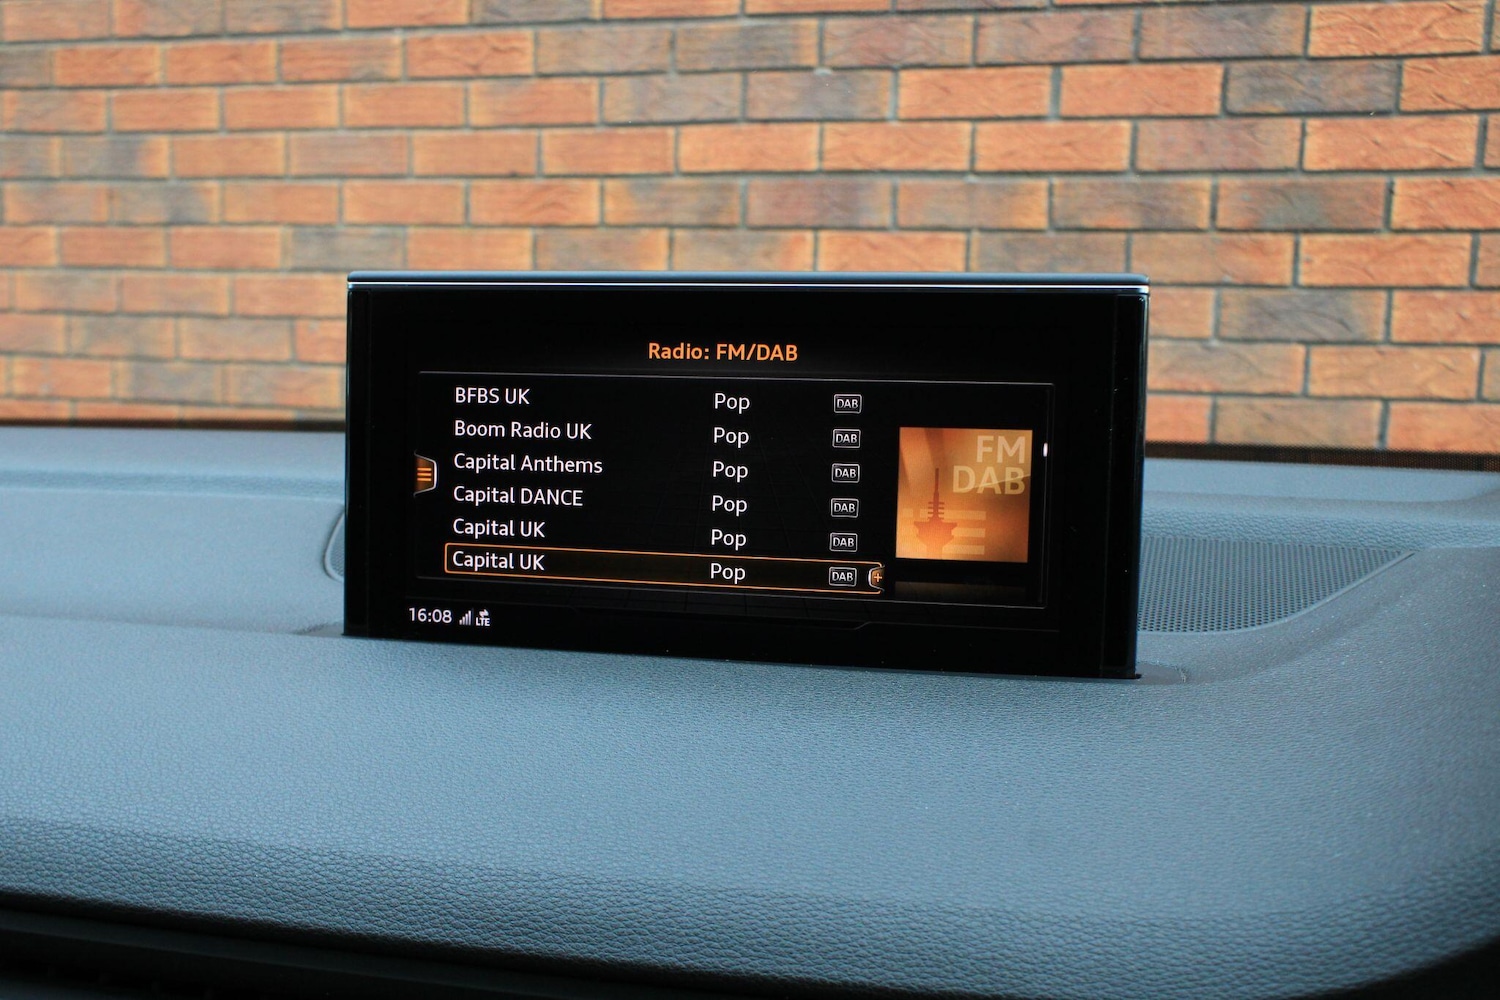 Radio: FM/DAB
BFBS UK Pop DAB
Boom Radio UK Pop DAB
Capital Anthems Pop DAB
Capital DANCE Pop DAB
Capital UK Pop DAB
Capital UK Pop DAB
FM
DAB
16:08 LTE